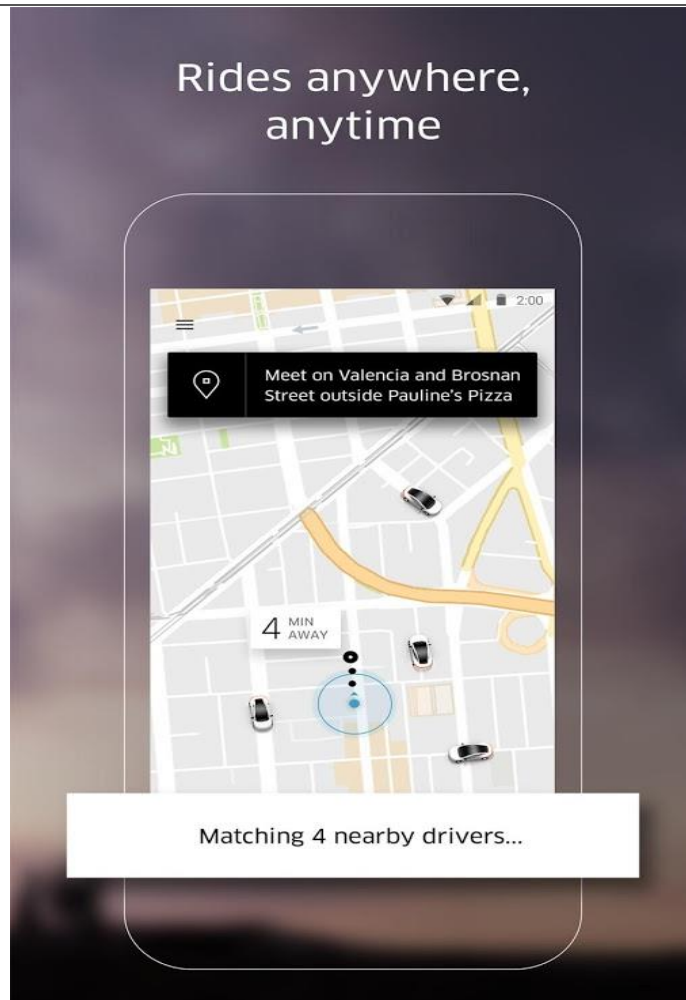 Rides anywhere,
anytime
2:00
Meet on Valencia and Brosnan
Street outside Pauline's Pizza
4 MIN
AWAY
Matching 4 nearby drivers...